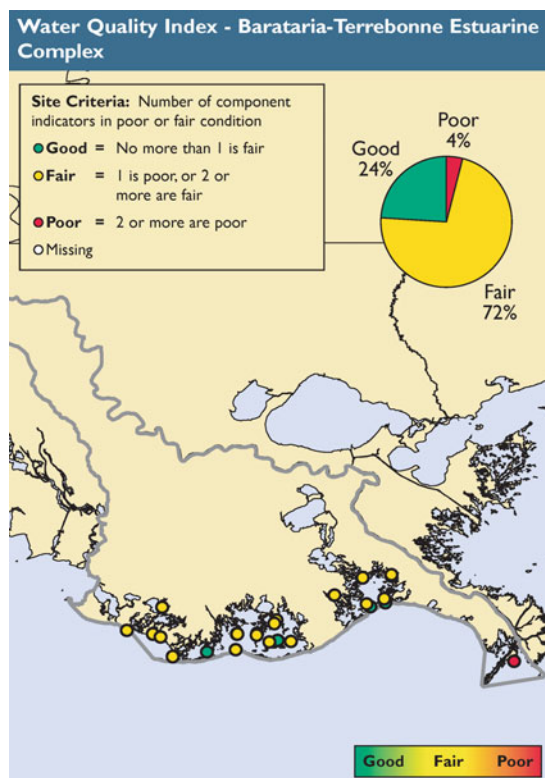 Water Quality Index - Barataria-Terrebonne Estuarine
Complex
Site Criteria: Number of component
indicators in poor or fair condition
Good = No more than 1 is fair
Fair = 1 is poor, or 2 or
more are fair
Poor = 2 or more are poor
Missing
Poor
4%
Good
24%
Fair
72%
Good Fair Poor